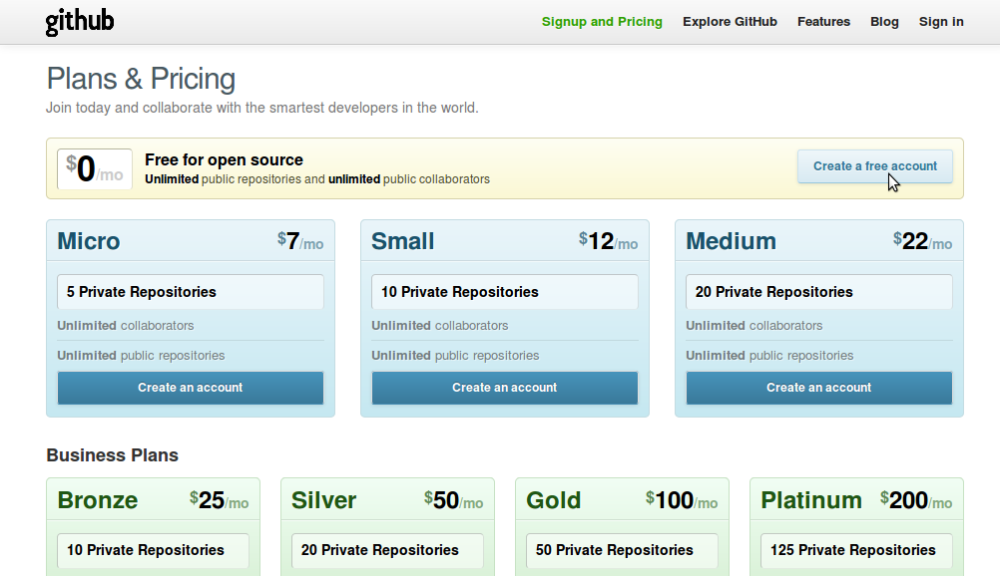 github
Signup and Pricing Explore GitHub Features Blog Sign in
Plans & Pricing
Join today and collaborate with the smartest developers in the world.
$0/mo
Free for open source
Unlimited public repositories and unlimited public collaborators
Create a free account
Micro $7/mo
5 Private Repositories
Unlimited collaborators
Unlimited public repositories
Create an account
Small $12/mo
10 Private Repositories
Unlimited collaborators
Unlimited public repositories
Create an account
Medium $22/mo
20 Private Repositories
Unlimited collaborators
Unlimited public repositories
Create an account
Business Plans
Bronze $25/mo
10 Private Repositories
Silver $50/mo
20 Private Repositories
Gold $100/mo
50 Private Repositories
Platinum $200/mo
125 Private Repositories